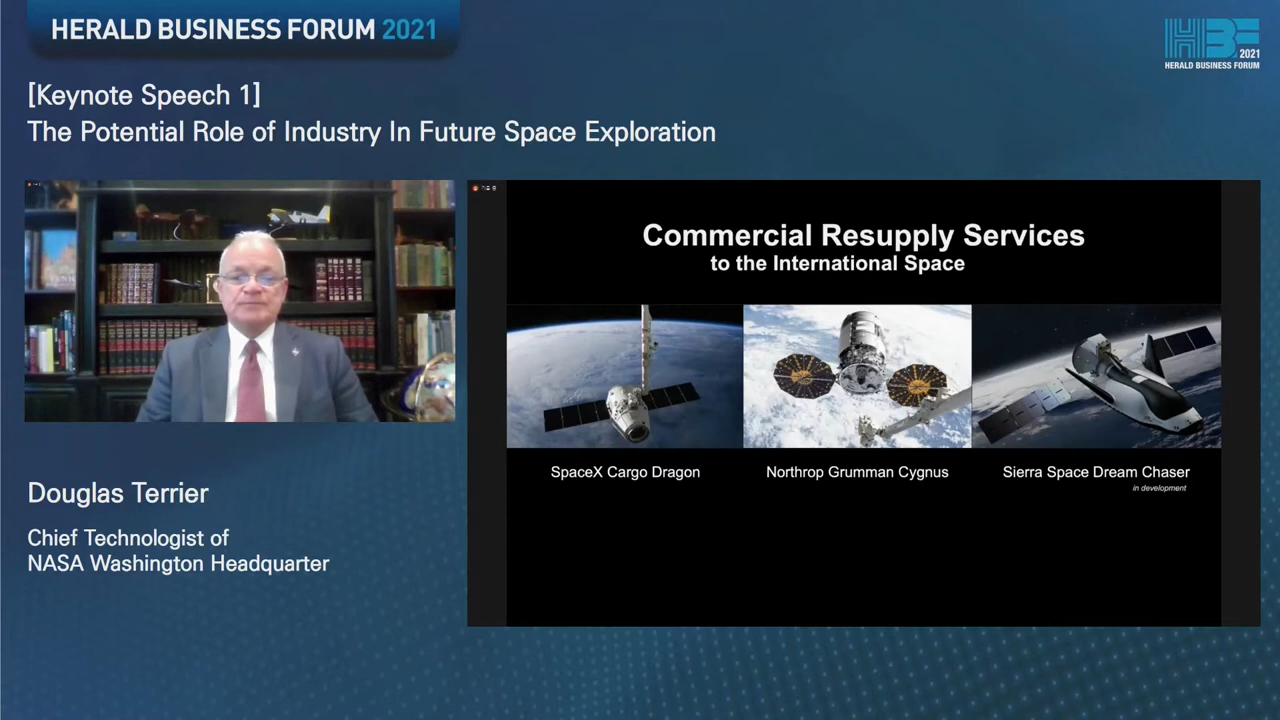 HERALD BUSINESS FORUM 2021
HBF 2021
HERALD BUSINESS FORUM
[Keynote Speech 1]
The Potential Role of Industry In Future Space Exploration
Commercial Resupply Services
to the International Space
SpaceX Cargo Dragon
Northrop Grumman Cygnus
Sierra Space Dream Chaser
in development
Douglas Terrier
Chief Technologist of
NASA Washington Headquarter